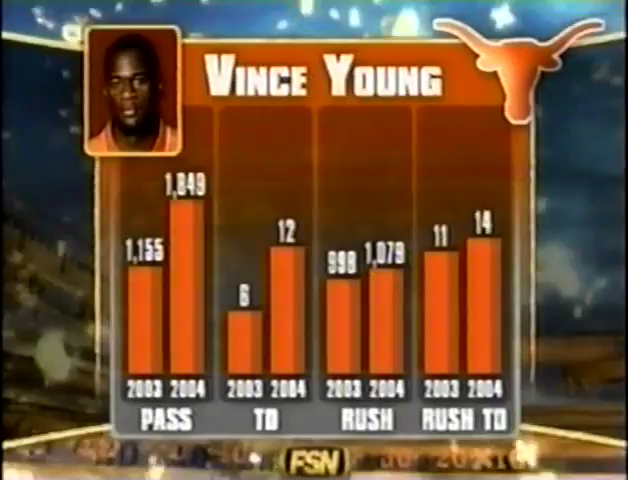 VINCE YOUNG
1,155
1,849
6
12
998
1,079
11
14
2003 2004 2003 2004 2003 2004 2003 2004
PASS TD RUSH RUSH TD
FSN